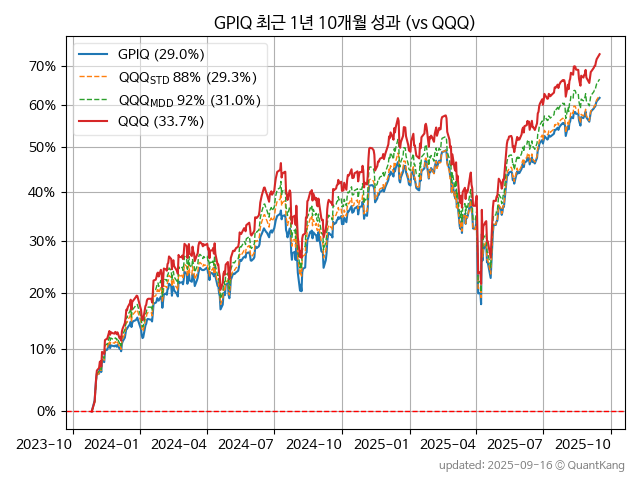 GPIQ 최근 1년 10개월 성과 (vs QQQ)
GPIQ (29.0%)
QQQSTD 88% (29.3%)
QQQMDD 92% (31.0%)
QQQ (33.7%)
70%
60%
50%
40%
30%
20%
10%
0%
2023-10 2024-01 2024-04 2024-07 2024-10 2025-01 2025-04 2025-07 2025-10
updated: 2025-09-16 © QuantKang